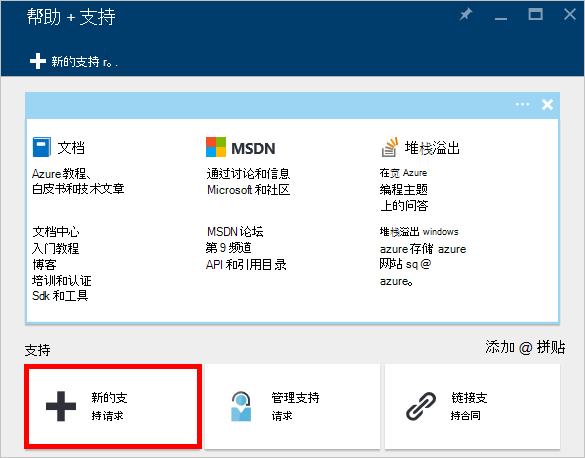 帮助 + 支持
新的支持 r。.
文档
Azure 教程、
白皮书和技术文章
文档中心
入门教程
博客
培训和认证
Sdk 和工具
MSDN
通过讨论和信息
Microsoft 和社区
MSDN 论坛
第 9 频道
API 和引用目录
堆栈溢出
在宽 Azure
编程主题
上的问答
堆栈溢出 windows
azure 存储 azure
网站 sq @
azure。
支持
添加 @ 拼贴
新的支
持请求
管理支持
请求
链接支
持合同